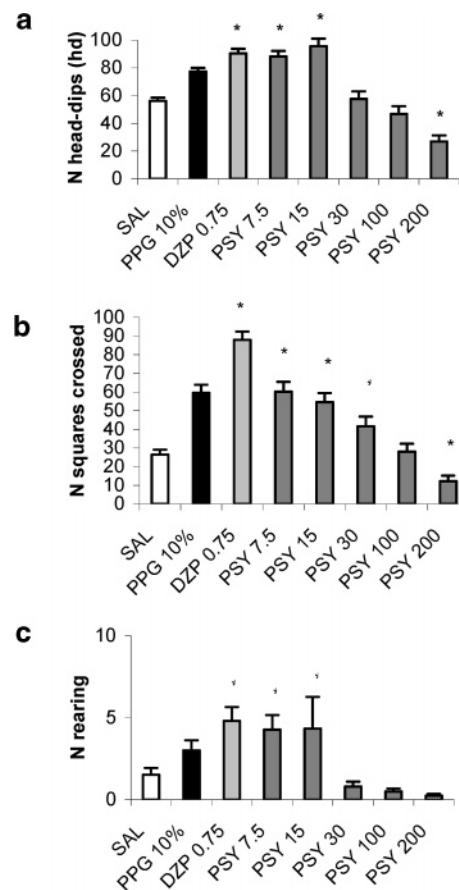 a
N head-dips (hd)
100
80
60
40
20
0
* * * *
SAL
PPG 10%
DZP 0.75
PSY 7.5
PSY 15
PSY 30
PSY 100
PSY 200
b
N squares crossed
100
90
80
70
60
50
40
30
20
10
0
* * * * *
SAL
PPG 10%
DZP 0.75
PSY 7.5
PSY 15
PSY 30
PSY 100
PSY 200
c
N rearing
10
5
0
* * *
SAL
PPG 10%
DZP 0.75
PSY 7.5
PSY 15
PSY 30
PSY 100
PSY 200